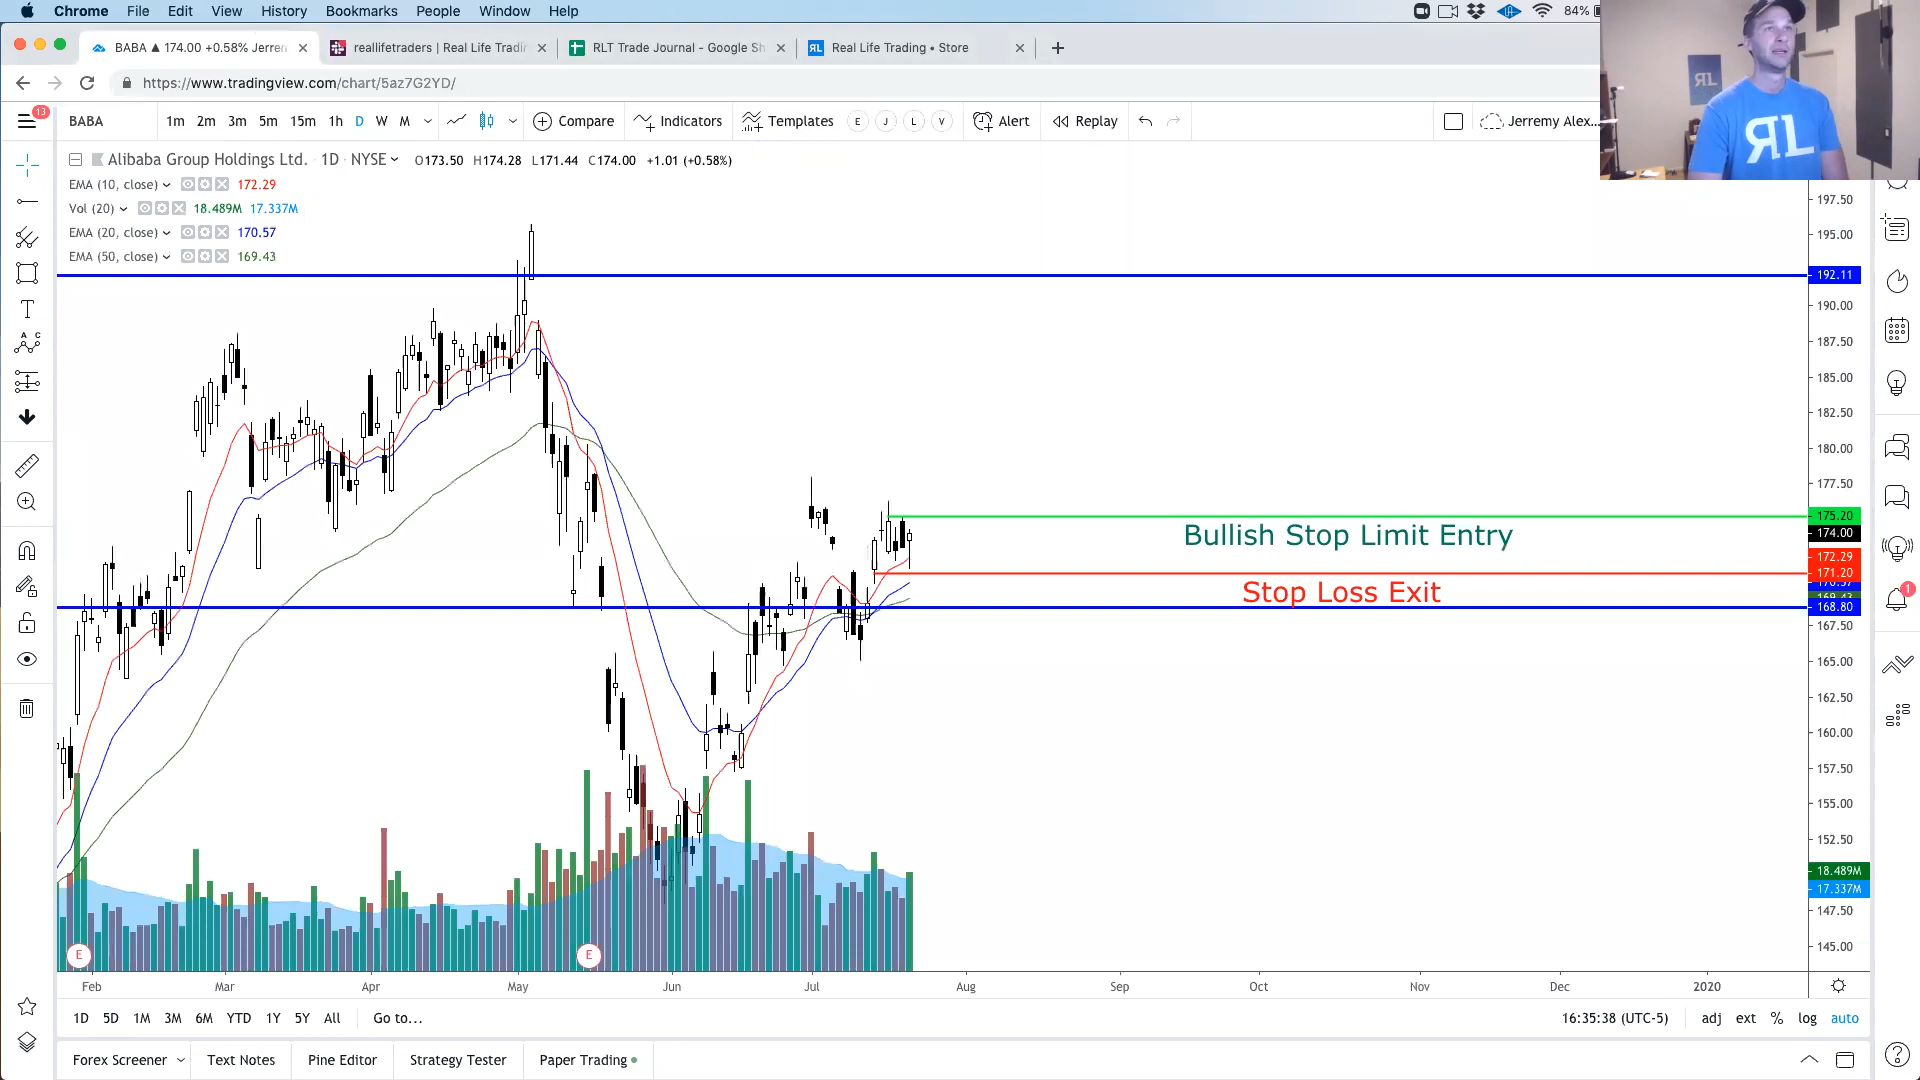 Chrome File Edit View History Bookmarks People Window Help 84%
BABA ▲ 174.00 +0.58% Jerren
reallifetraders | Real Life Tradin
RLT Trade Journal - Google Sh
Real Life Trading • Store
https://www.tradingview.com/chart/5az7G2YD/
13
BABA 1m 2m 3m 5m 15m 1h D W M Compare Indicators Templates E J L V Alert Replay Jerremy Alex...
RL
RL
Alibaba Group Holdings Ltd. 1D NYSE O173.50 H174.28 L171.44 C174.00 +1.01 (+0.58%)
EMA (10, close) 172.29
Vol (20) 18.489M 17.337M
EMA (20, close) 170.57
EMA (50, close) 169.43
197.50
195.00
192.11
190.00
187.50
185.00
182.50
180.00
177.50
175.20
174.00
172.29
171.20
168.80
167.50
165.00
162.50
160.00
157.50
155.00
152.50
18.489M
17.337M
147.50
145.00
Bullish Stop Limit Entry
Stop Loss Exit
1
E E
Feb Mar Apr May Jun Jul Aug Sep Oct Nov Dec 2020
1D 5D 1M 3M 6M YTD 1Y 5Y All Go to... 16:35:38 (UTC-5) adj ext % log auto
Forex Screener Text Notes Pine Editor Strategy Tester Paper Trading